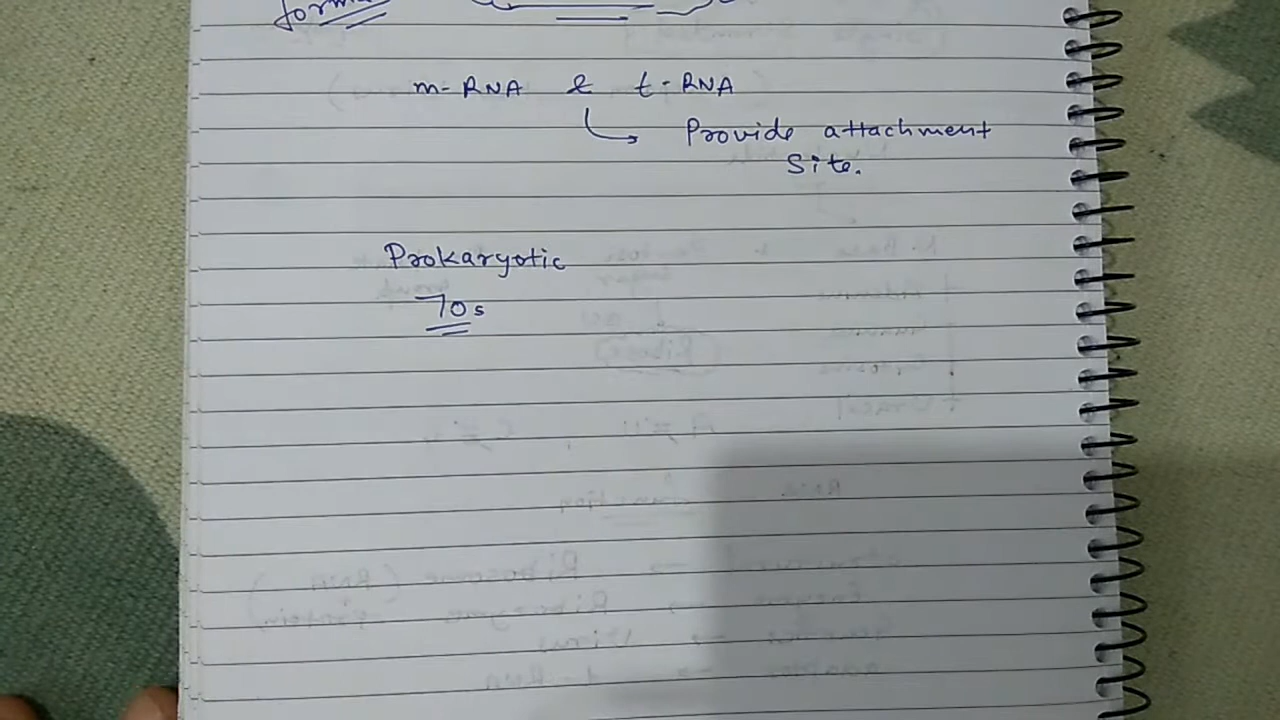 m-RNA & t-RNA
Provide attachment
Site.
Prokaryotic
70s